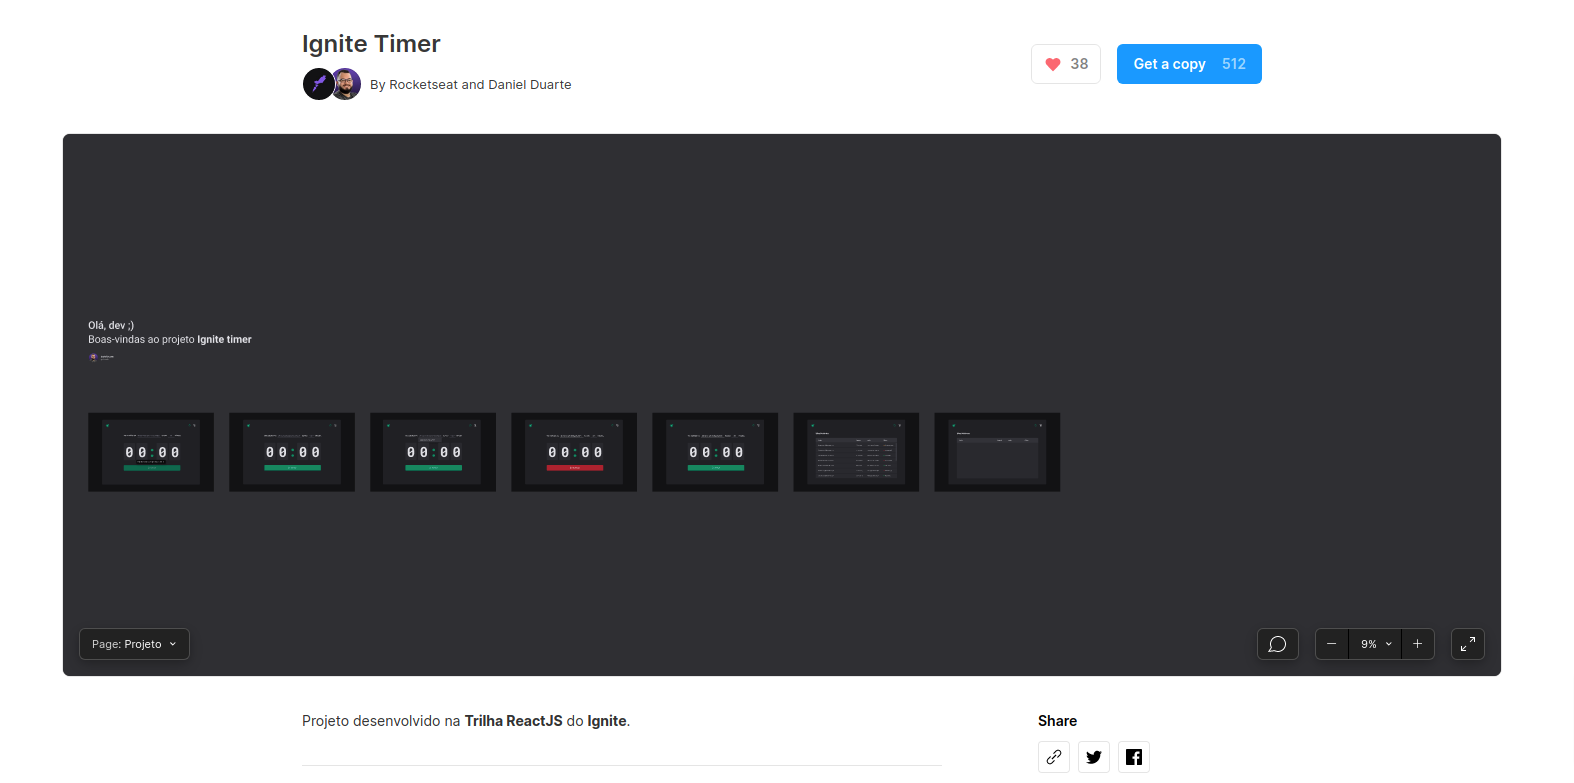 Ignite Timer
By Rocketseat and Daniel Duarte
38
Get a copy 512
Olá, dev ;)
Boas-vindas ao projeto Ignite timer
00:00
00:00
00:00
00:00
00:00
Page: Projeto
9%
Projeto desenvolvido na Trilha ReactJS do Ignite.
Share